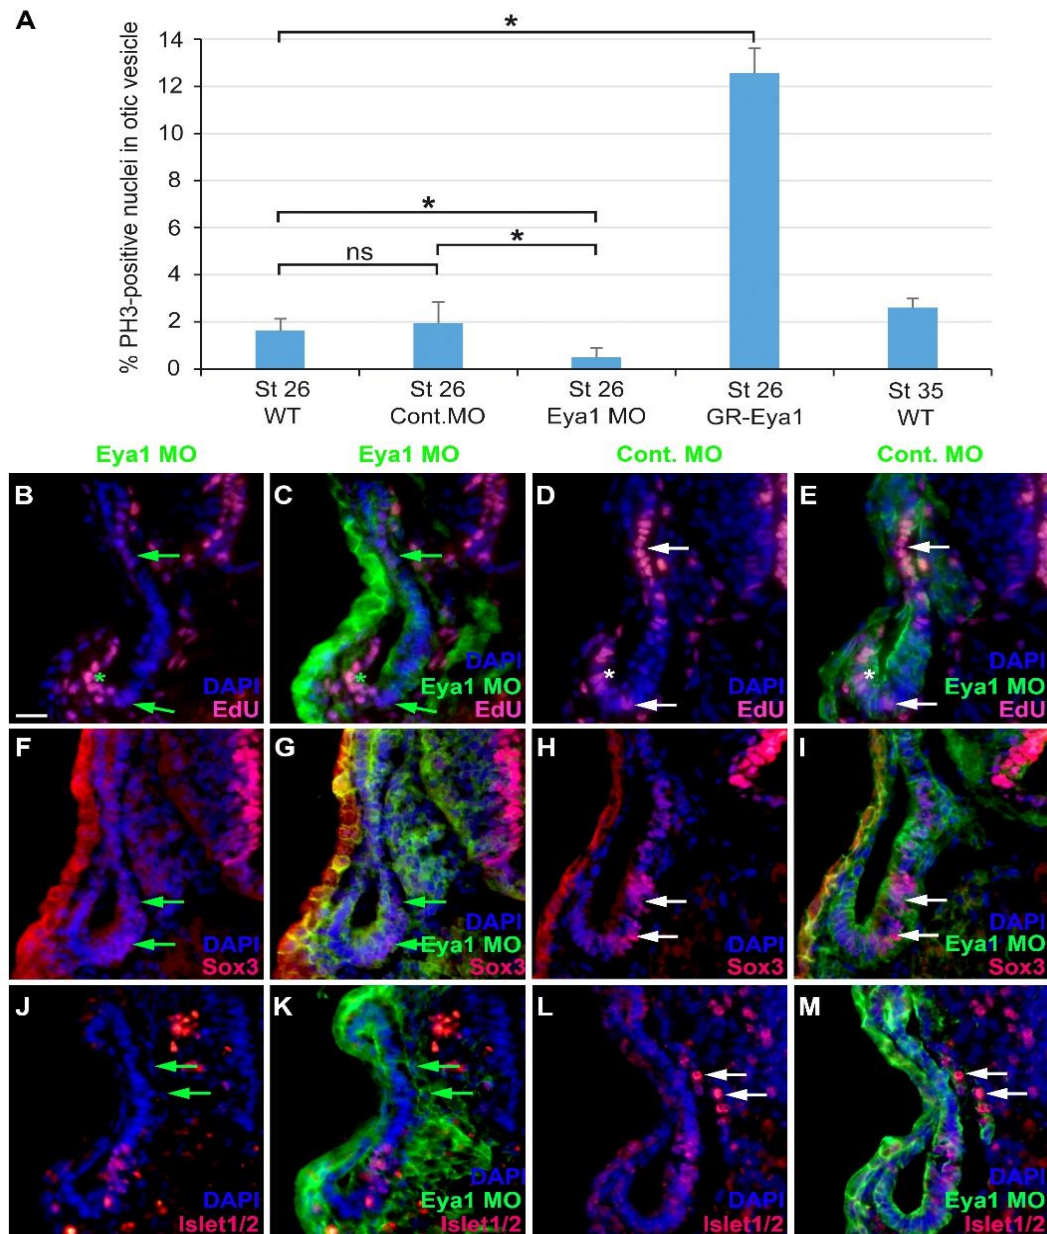 A
% PH3-positive nuclei in otic vesicle
14
12
10
8
6
4
2
0
*
*
*
ns
St 26
WT
St 26
Cont.MO
St 26
Eya1 MO
St 26
GR-Eya1
St 35
WT
Eya1 MO
Eya1 MO
Cont. MO
Cont. MO
B
*
DAPI
EdU
C
*
DAPI
Eya1 MO
EdU
D
*
DAPI
EdU
E
*
DAPI
Eya1 MO
EdU
F
DAPI
Sox3
G
DAPI
Eya1 MO
Sox3
H
DAPI
Sox3
I
DAPI
Eya1 MO
Sox3
J
DAPI
Islet1/2
K
DAPI
Eya1 MO
Islet1/2
L
DAPI
Islet1/2
M
DAPI
Eya1 MO
Islet1/2